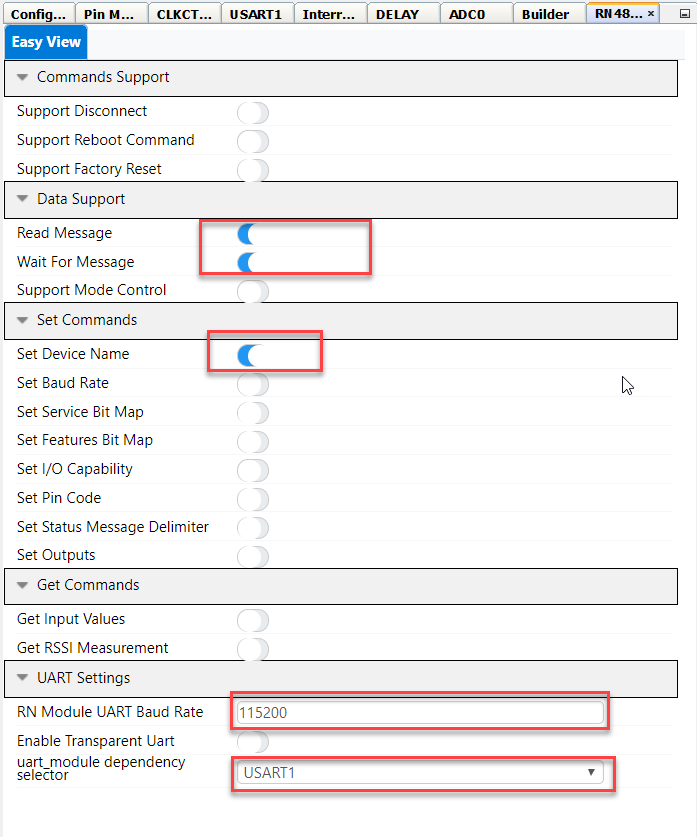 Config... Pin M... CLKCT... USART1 Interr... DELAY ADC0 Builder RN48... ×
Easy View
Commands Support
Support Disconnect
Support Reboot Command
Support Factory Reset
Data Support
Read Message
Wait For Message
Support Mode Control
Set Commands
Set Device Name
Set Baud Rate
Set Service Bit Map
Set Features Bit Map
Set I/O Capability
Set Pin Code
Set Status Message Delimiter
Set Outputs
Get Commands
Get Input Values
Get RSSI Measurement
UART Settings
RN Module UART Baud Rate 115200
Enable Transparent Uart
uart_module dependency
selector USART1